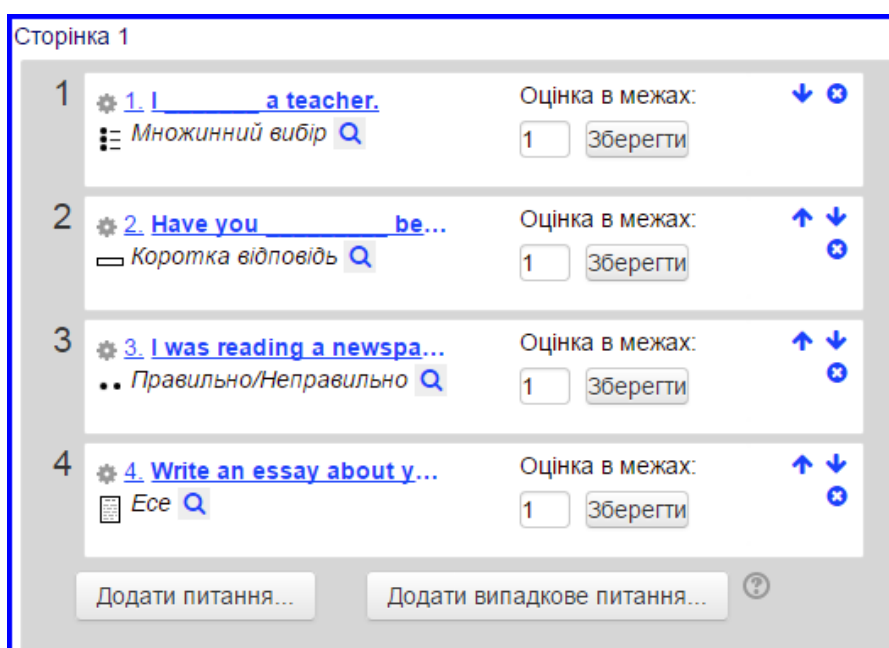 Сторінка 1
1
1. I _______ a teacher.
Множинний вибір
Оцінка в межах:
1 Зберегти
2
2. Have you _________ be…
Коротка відповідь
Оцінка в межах:
1 Зберегти
3
3. I was reading a newspa…
Правильно/Неправильно
Оцінка в межах:
1 Зберегти
4
4. Write an essay about y…
Есе
Оцінка в межах:
1 Зберегти
Додати питання... Додати випадкове питання...